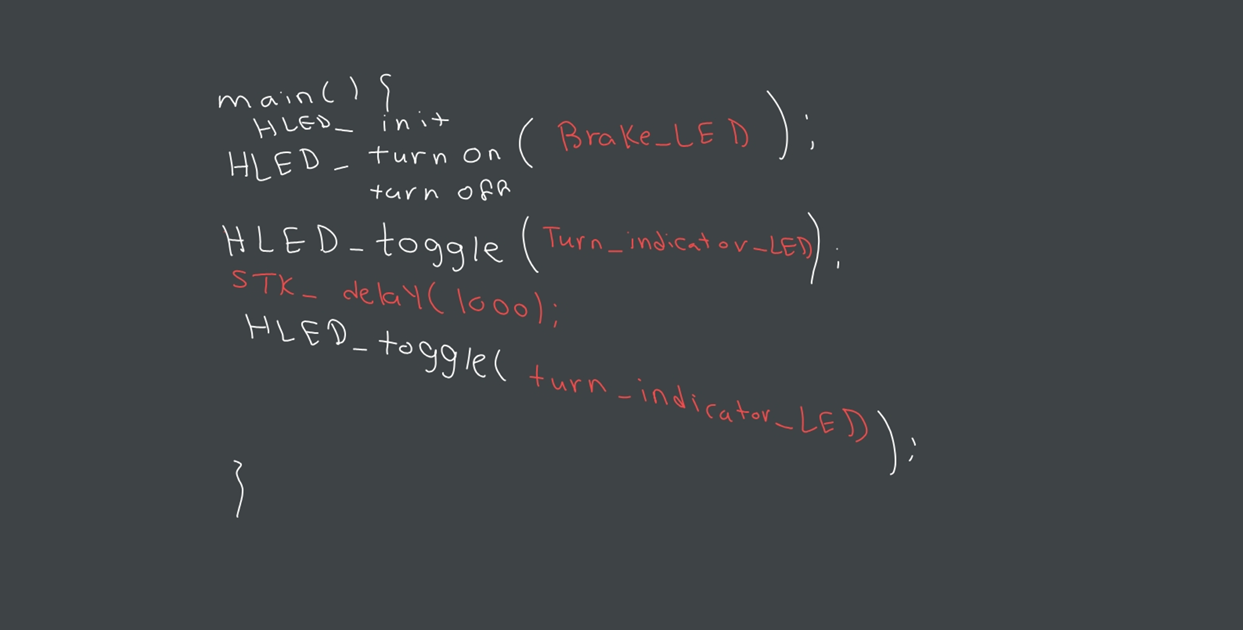 main() {
HLED_ init
HLED_ turn on ( Brake_LED );
turn off
HLED_toggle (Turn_indicator_LED);
STK_ delay(1000);
HLED_toggle( turn_indicator_LED);
}